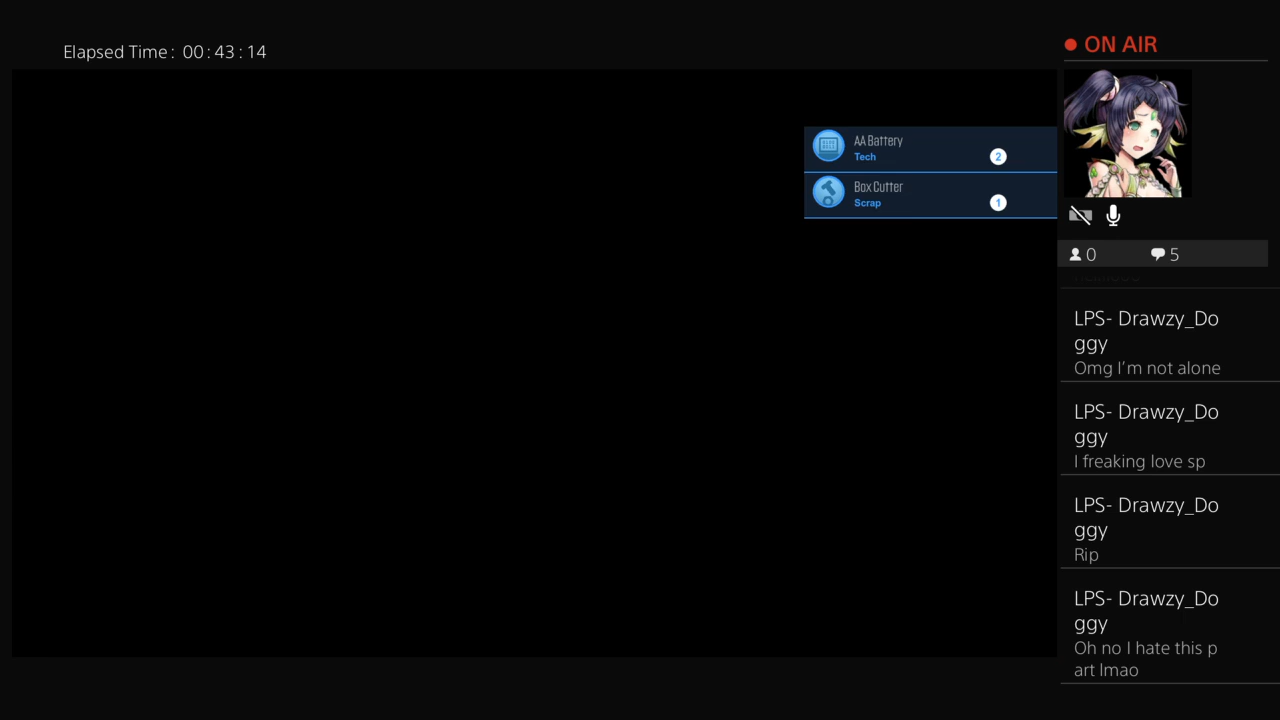 Elapsed Time: 00:43:14
ON AIR
AA Battery
Tech
2
Box Cutter
Scrap
1
0
5
LPS- Drawzy_Do
ggy
Omg I'm not alone
LPS- Drawzy_Do
ggy
I freaking love sp
LPS- Drawzy_Do
ggy
Rip
LPS- Drawzy_Do
ggy
Oh no I hate this p
art lmao